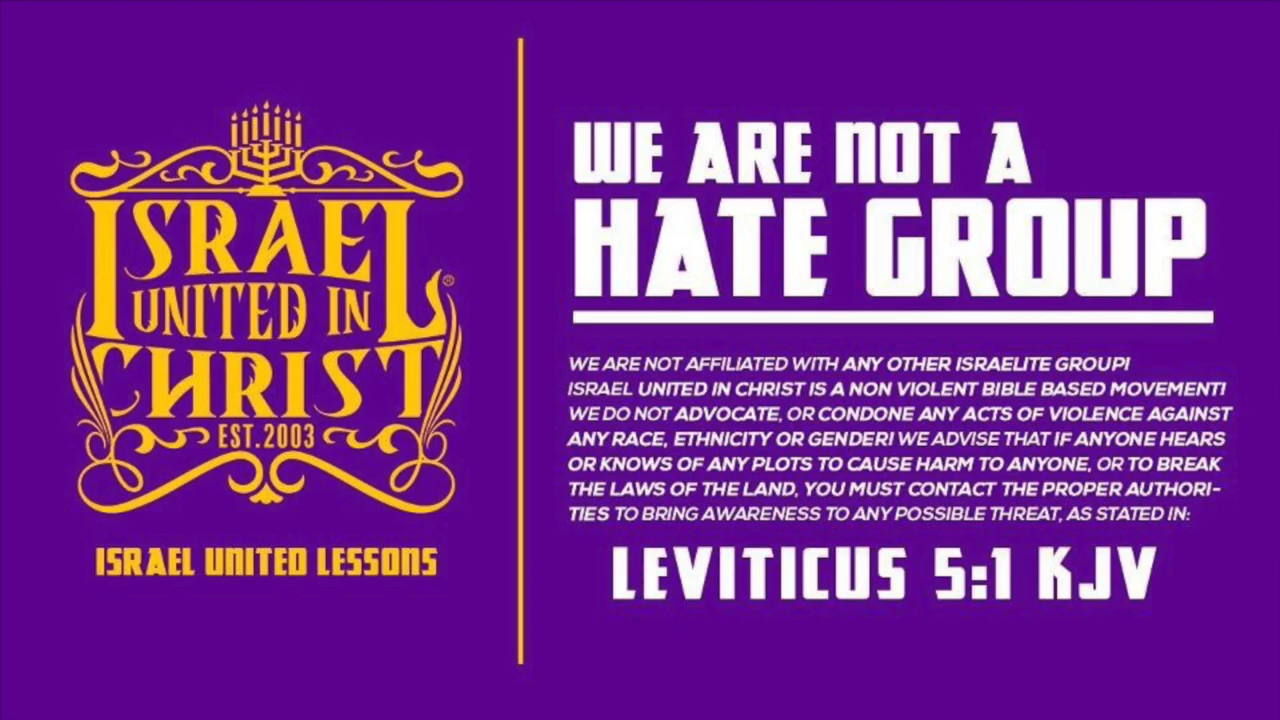 ISRAEL
UNITED IN
CHRIST
EST.2003
®
ISRAEL UNITED LESSONS
WE ARE NOT A
HATE GROUP
WE ARE NOT AFFILIATED WITH ANY OTHER ISRAELITE GROUP!
ISRAEL UNITED IN CHRIST IS A NON VIOLENT BIBLE BASED MOVEMENT!
WE DO NOT ADVOCATE, OR CONDONE ANY ACTS OF VIOLENCE AGAINST
ANY RACE, ETHNICITY OR GENDER! WE ADVISE THAT IF ANYONE HEARS
OR KNOWS OF ANY PLOTS TO CAUSE HARM TO ANYONE, OR TO BREAK
THE LAWS OF THE LAND, YOU MUST CONTACT THE PROPER AUTHORI-
TIES TO BRING AWARENESS TO ANY POSSIBLE THREAT, AS STATED IN:
LEVITICUS 5:1 KJV